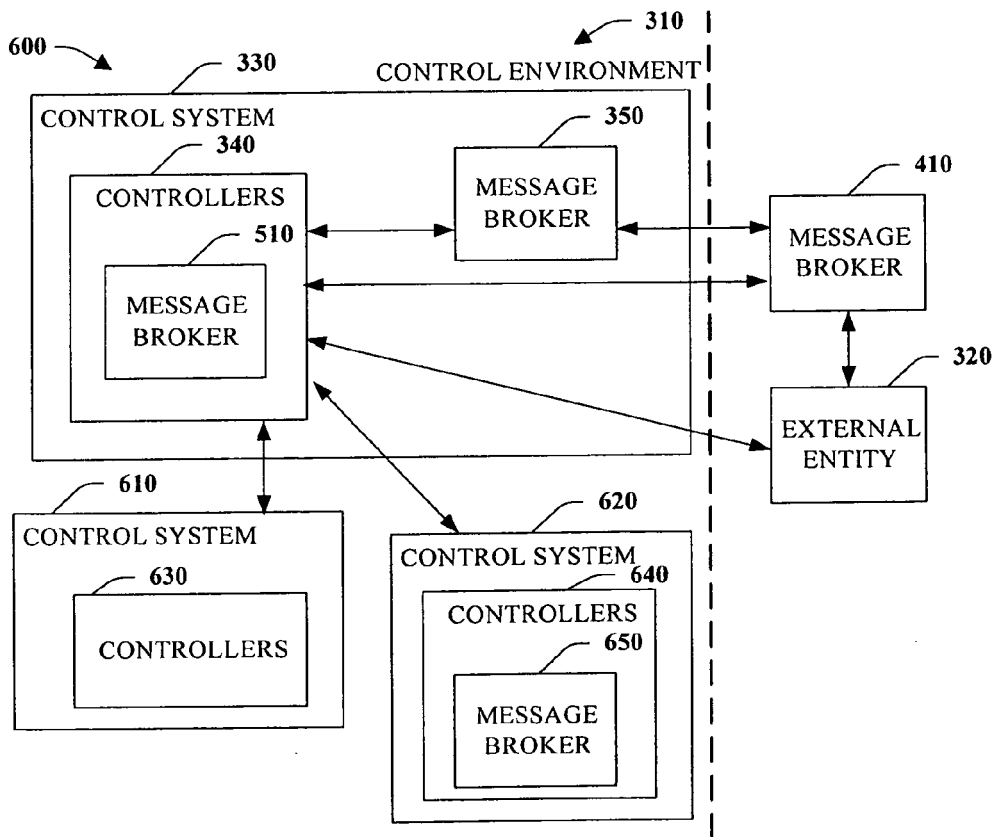 600
310
330
CONTROL ENVIRONMENT
CONTROL SYSTEM
340
350
CONTROLLERS
MESSAGE
BROKER
410
MESSAGE
BROKER
510
MESSAGE
BROKER
320
EXTERNAL
ENTITY
610
CONTROL SYSTEM
630
CONTROLLERS
620
CONTROL SYSTEM
640
CONTROLLERS
650
MESSAGE
BROKER